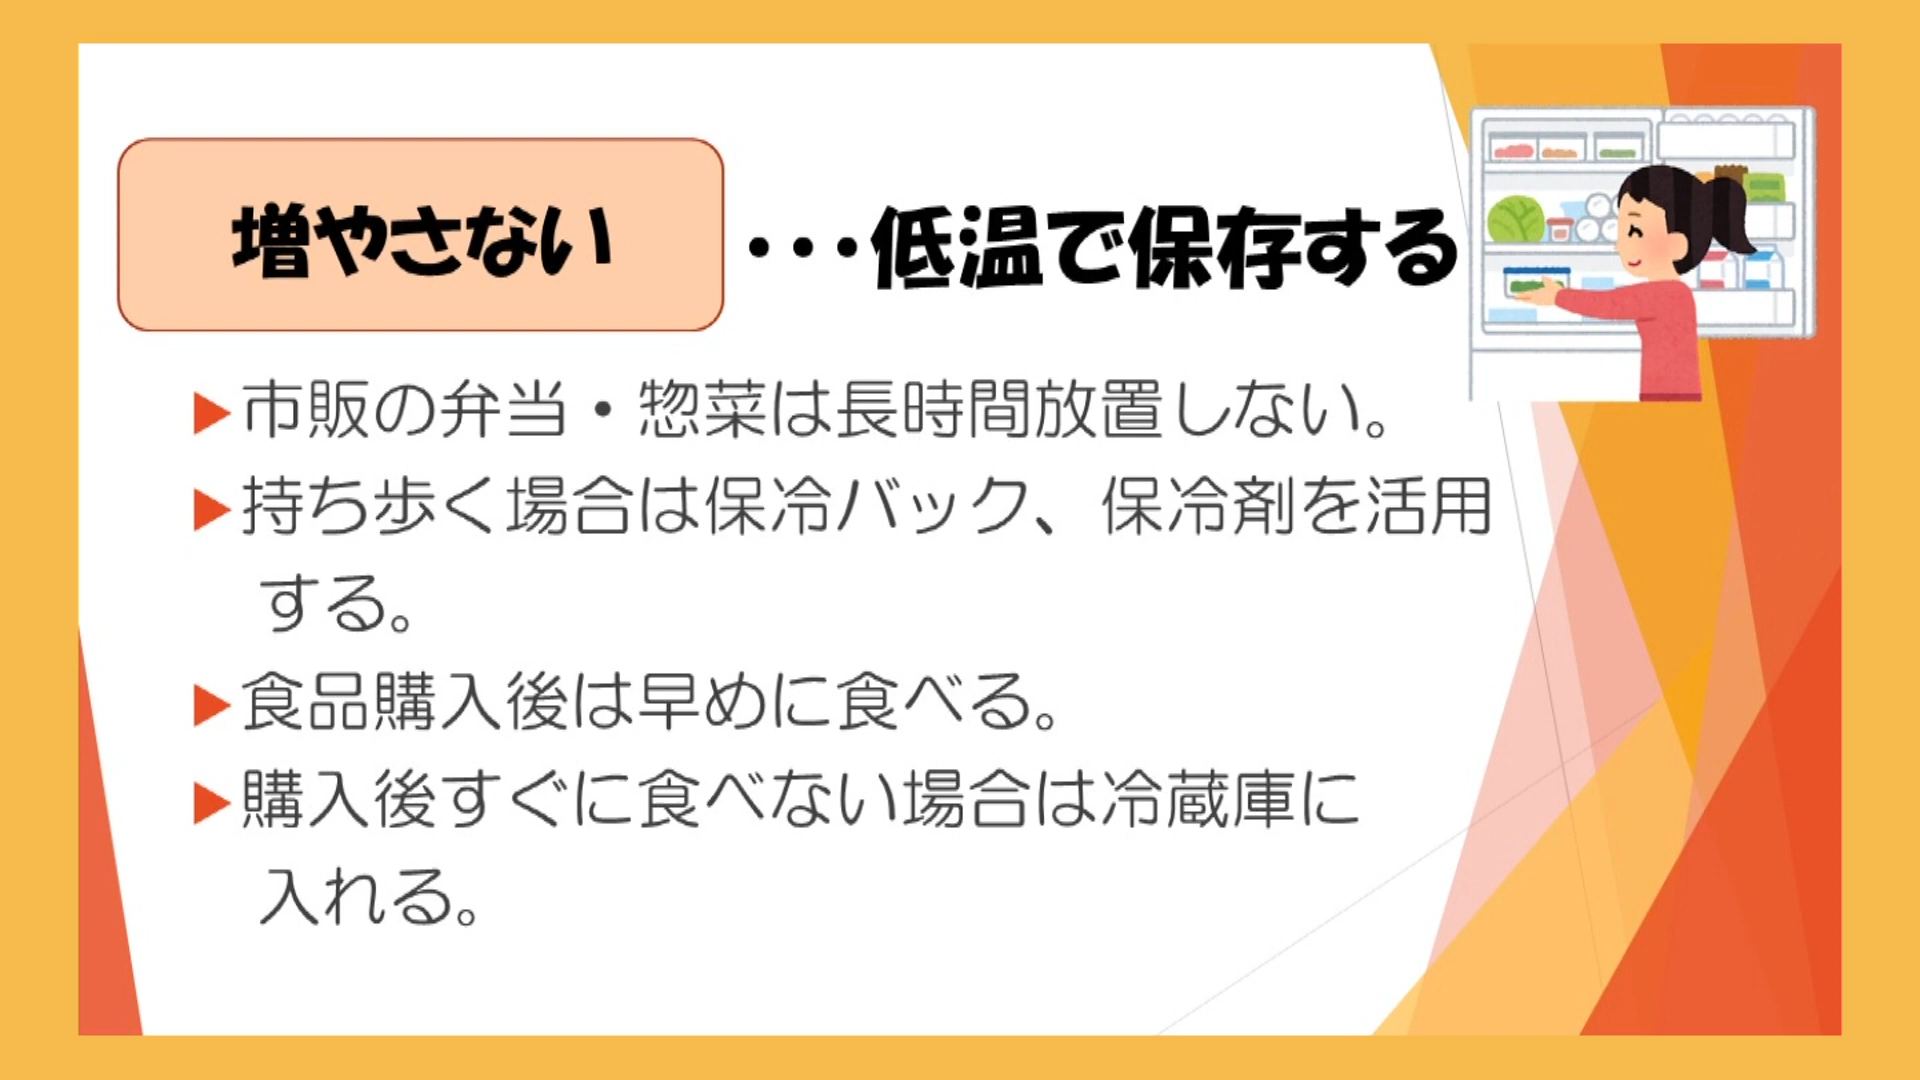 増やさない ・・・低温で保存する
▶市販の弁当・惣菜は長時間放置しない。
▶持ち歩く場合は保冷バック、保冷剤を活用
する。
▶食品購入後は早めに食べる。
▶購入後すぐに食べない場合は冷蔵庫に
入れる。